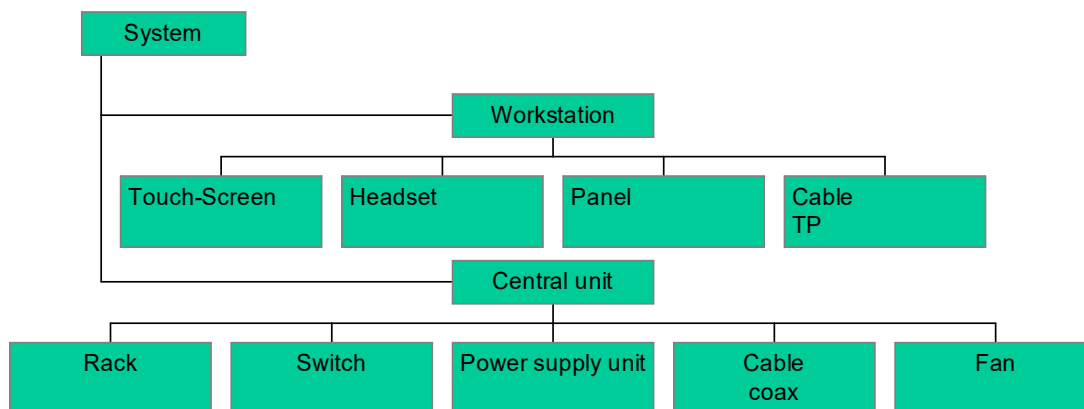 System
Workstation
Touch-Screen
Headset
Panel
Cable
TP
Central unit
Rack
Switch
Power supply unit
Cable
coax
Fan